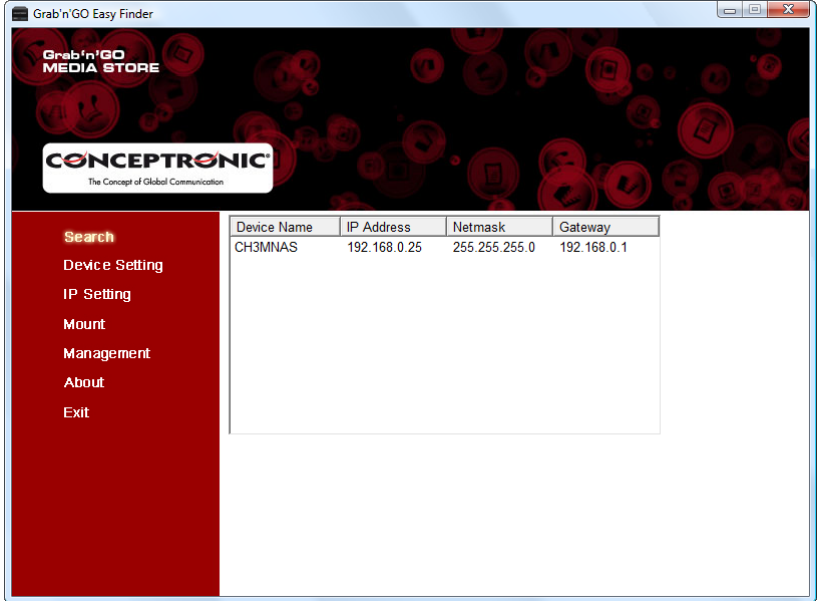 Grab'n'GO Easy Finder
Grab'n'GO
MEDIA STORE
CONCEPTRONIC
The Concept of Global Communication
Search
Device Setting
IP Setting
Mount
Management
About
Exit
Device Name IP Address Netmask Gateway
CH3MNAS 192.168.0.25 255.255.255.0 192.168.0.1